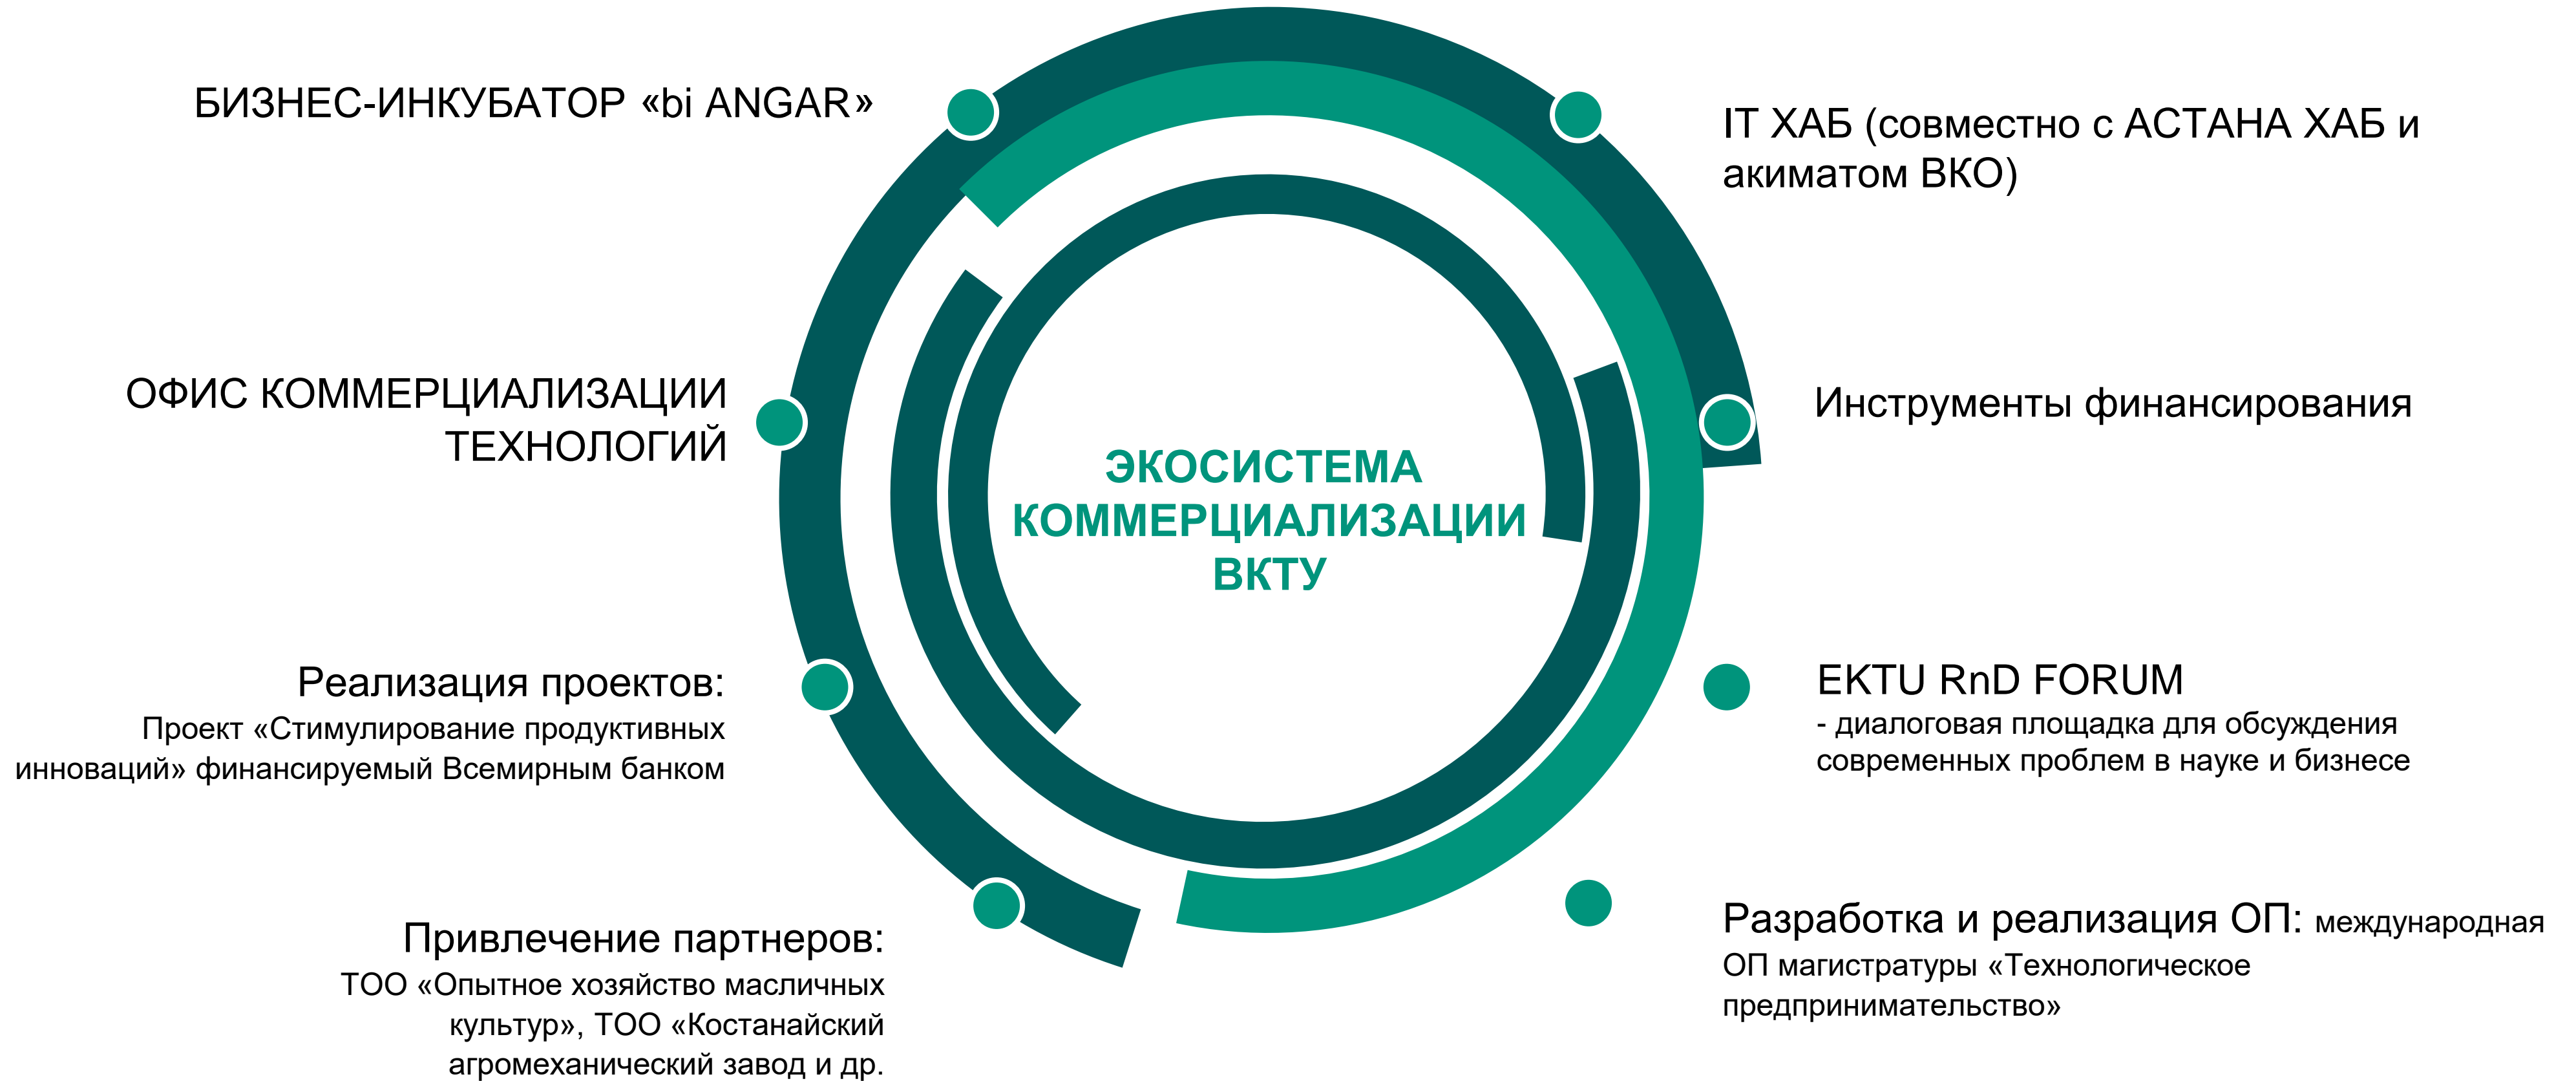 БИЗНЕС-ИНКУБАТОР «bi ANGAR»
ОФИС КОММЕРЦИАЛИЗАЦИИ
ТЕХНОЛОГИЙ
Реализация проектов:
Проект «Стимулирование продуктивных
инноваций» финансируемый Всемирным банком
Привлечение партнеров:
ТОО «Опытное хозяйство масличных
культур», ТОО «Костанайский
агромеханический завод и др.
ЭКОСИСТЕМА
КОММЕРЦИАЛИЗАЦИИ
ВКТУ
IT ХАБ (совместно с АСТАНА ХАБ и
акиматом ВКО)
Инструменты финансирования
EKTU RnD FORUM
- диалоговая площадка для обсуждения
современных проблем в науке и бизнесе
Разработка и реализация ОП: международная
ОП магистратуры «Технологическое
предпринимательство»